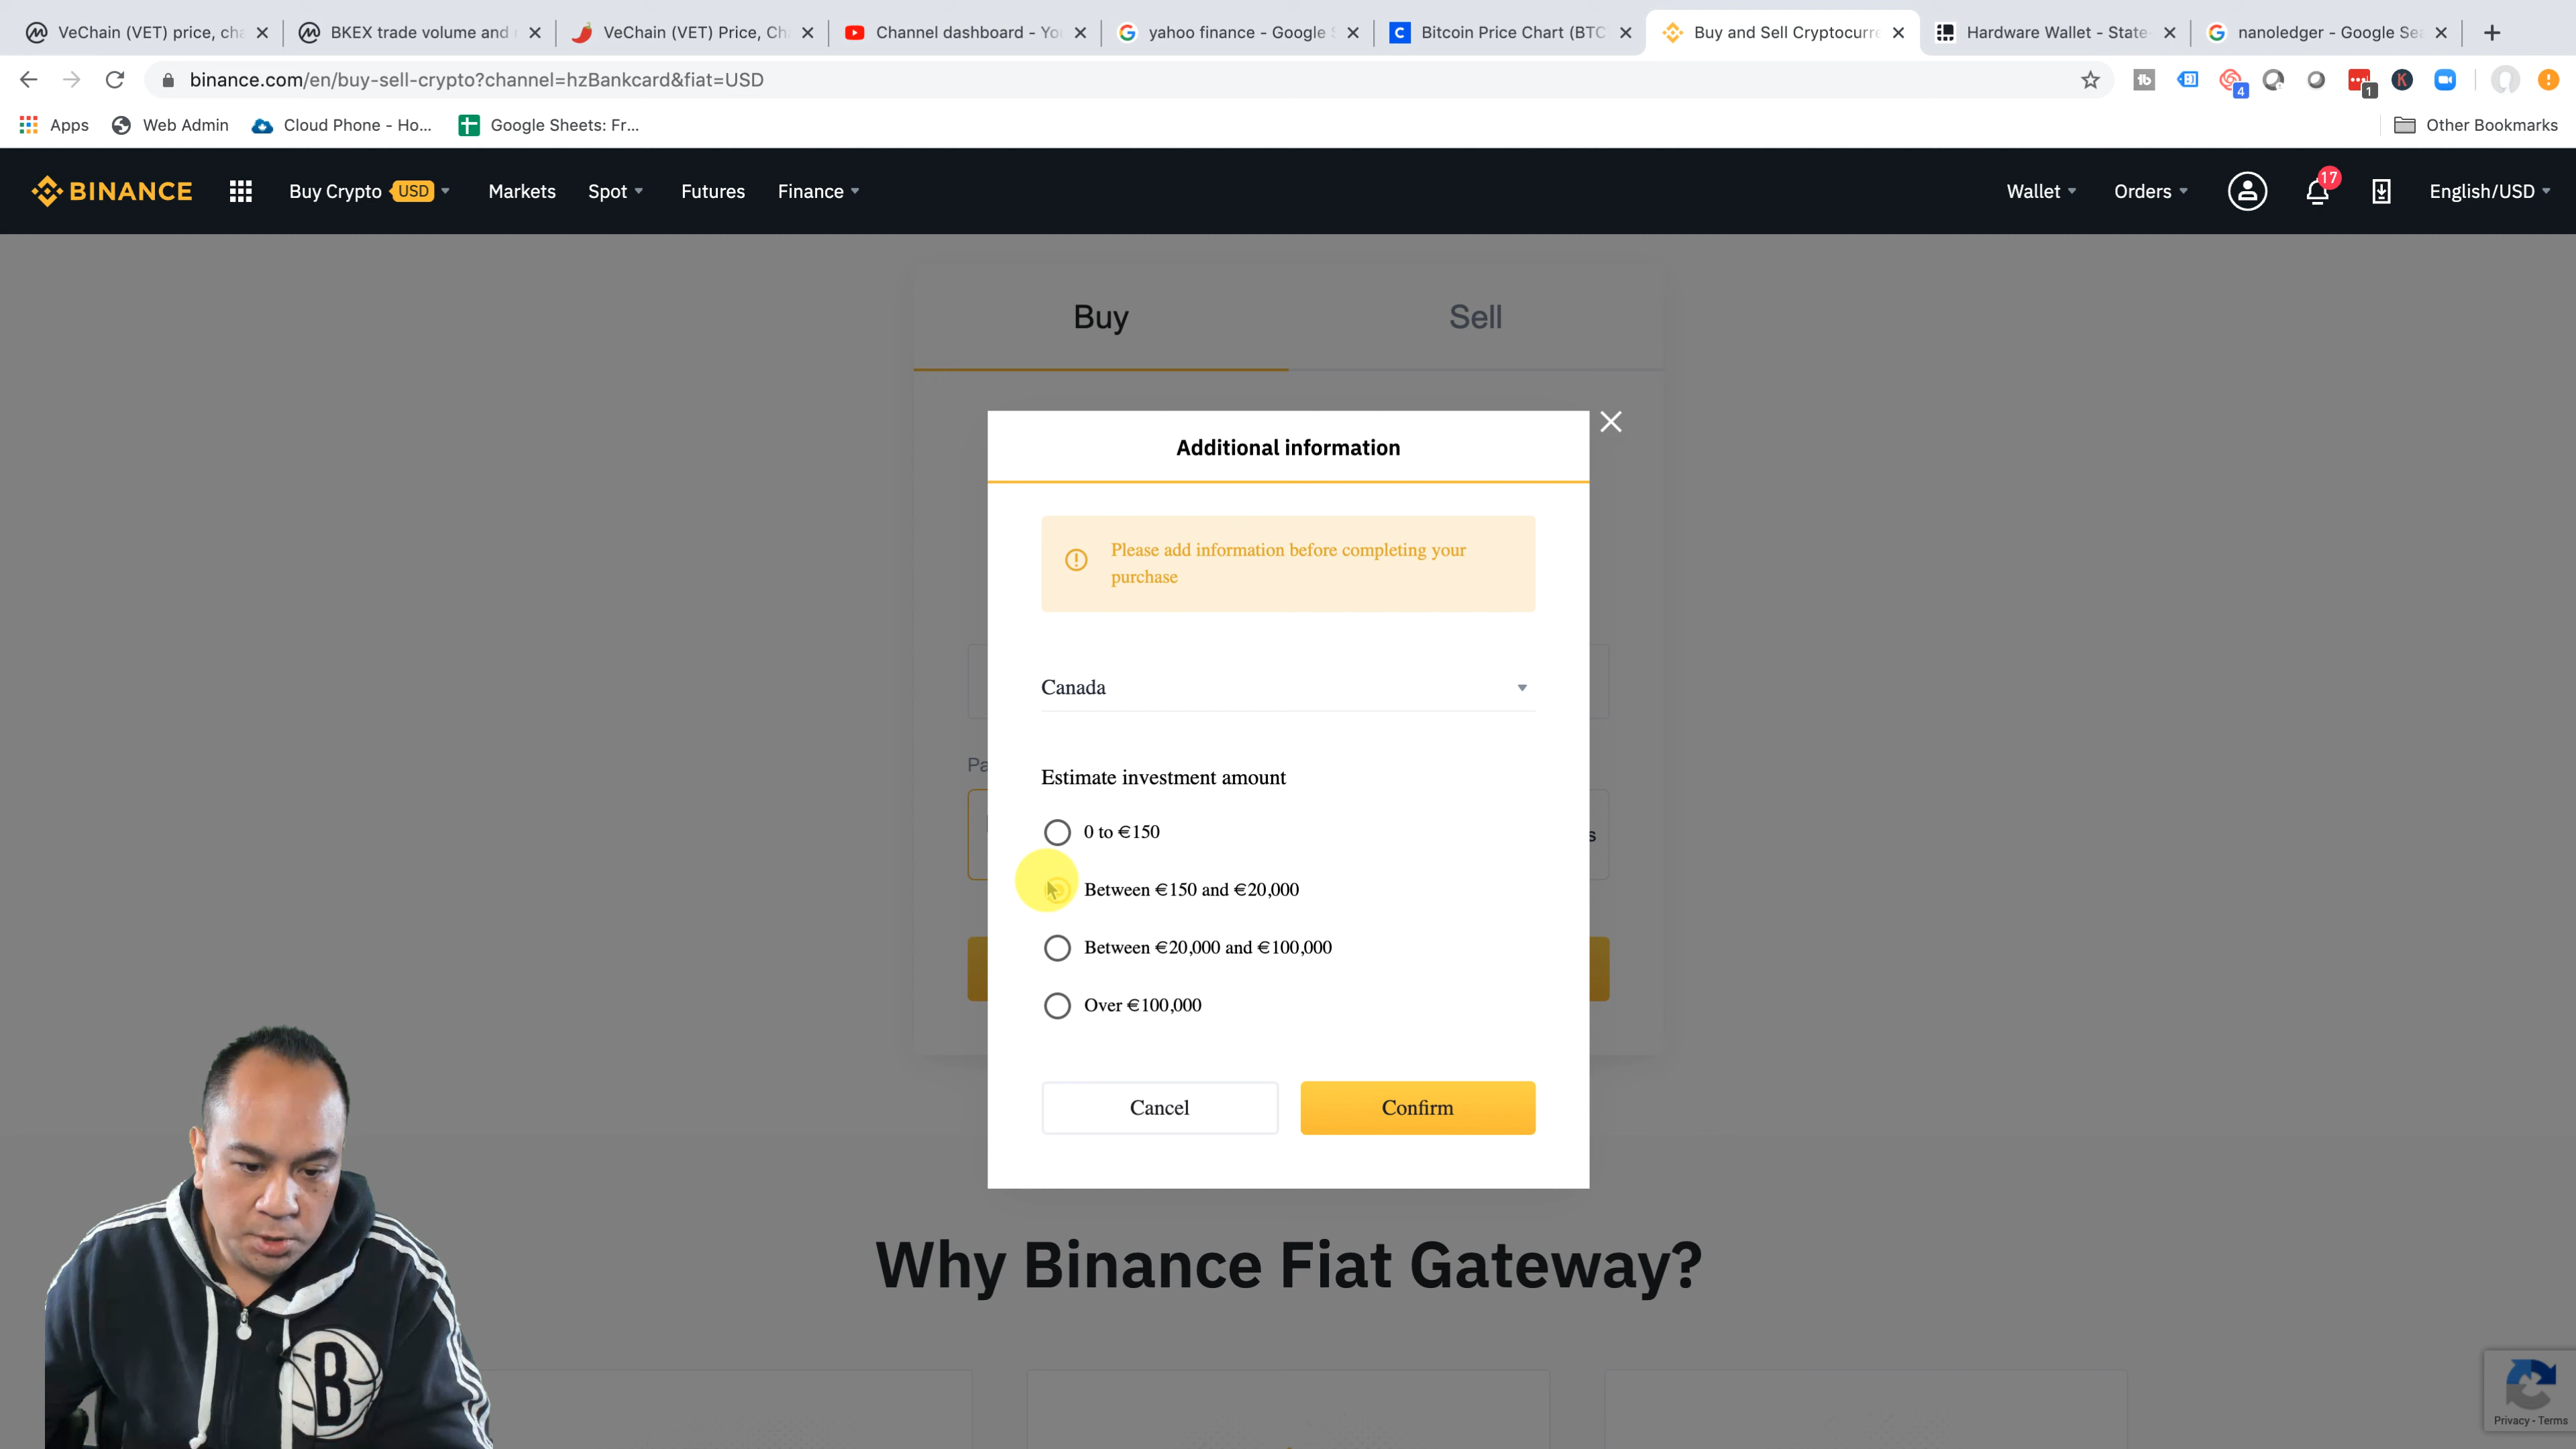 VeChain (VET) price, cha
BKEX trade volume and
VeChain (VET) Price, Ch
Channel dashboard - Yo
yahoo finance - Google S
Bitcoin Price Chart (BTC
Buy and Sell Cryptocurre
Hardware Wallet - State-
nanoledger - Google Sea
binance.com/en/buy-sell-crypto?channel=hzBankcard&fiat=USD
4
1
Apps
Web Admin
Cloud Phone - Ho...
Google Sheets: Fr...
Other Bookmarks
BINANCE
Buy Crypto USD
Markets
Spot
Futures
Finance
Wallet
Orders
17
English/USD
Buy
Sell
Additional information
Please add information before completing your
purchase
Canada
Pa
Estimate investment amount
0 to €150
s
Between €150 and €20,000
Between €20,000 and €100,000
Over €100,000
Cancel
Confirm
Why Binance Fiat Gateway?
B
Privacy - Terms